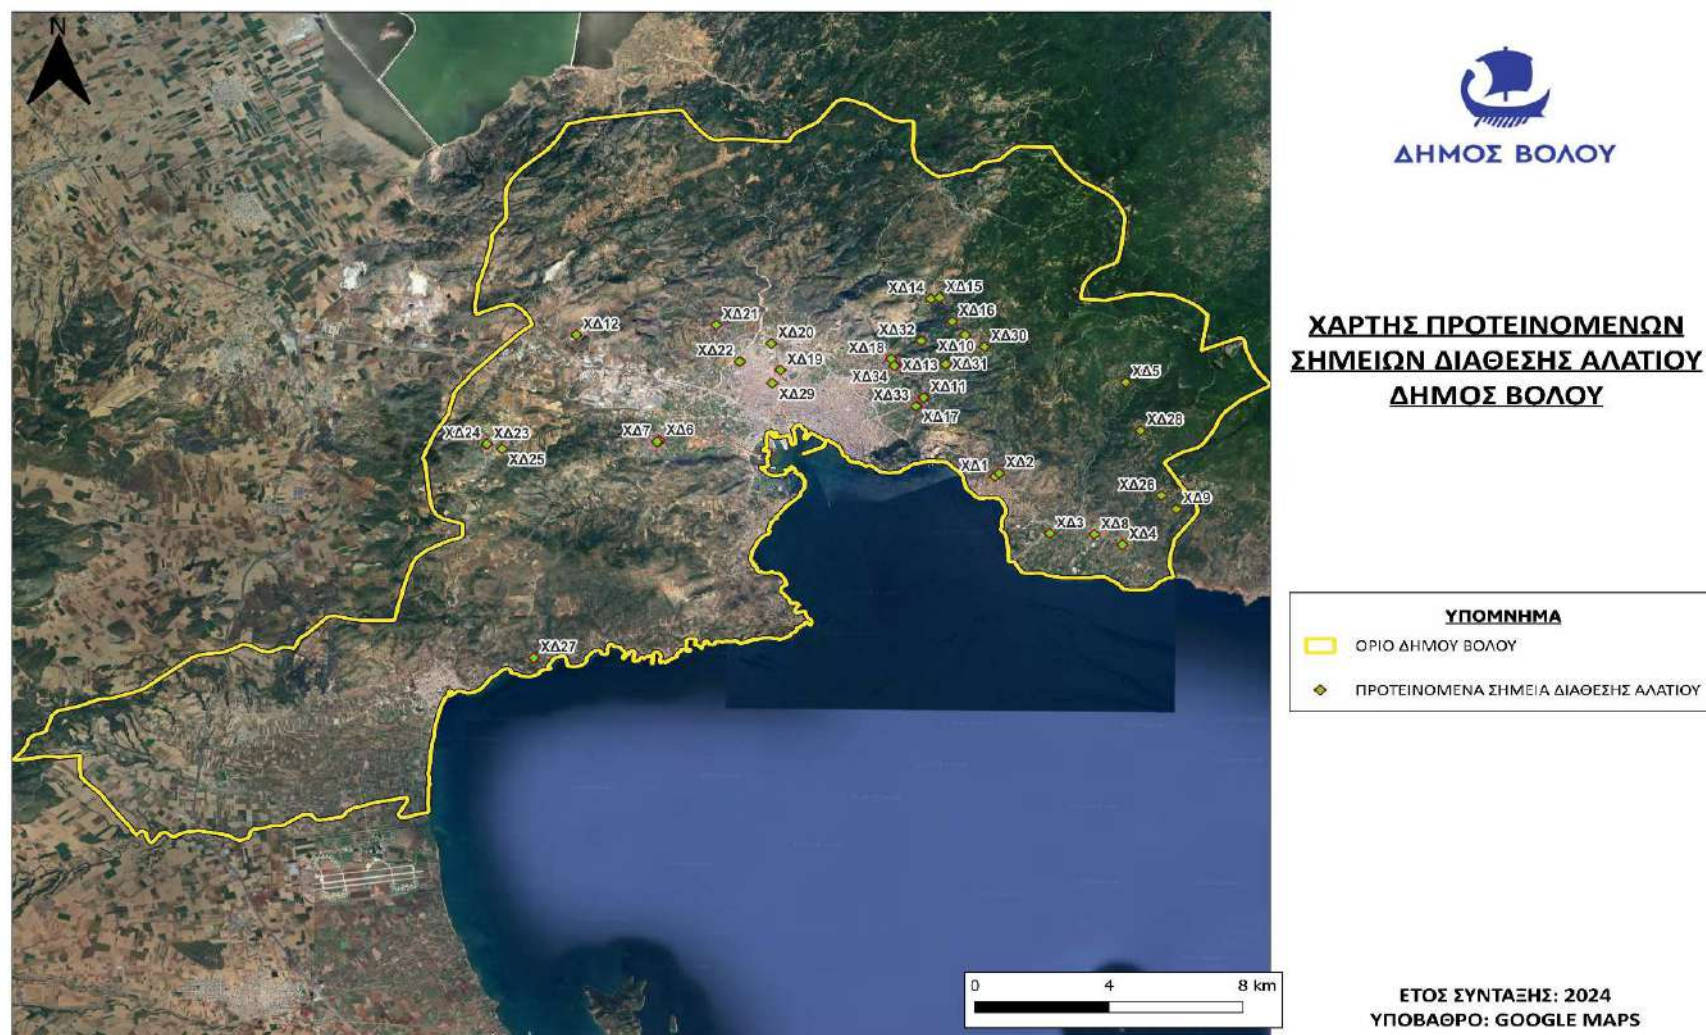 N
ΔΗΜΟΣ ΒΟΛΟΥ
ΧΑΡΤΗΣ ΠΡΟΤΕΙΝΟΜΕΝΩΝ
ΣΗΜΕΙΩΝ ΔΙΑΘΕΣΗΣ ΑΛΑΤΙΟΥ
ΔΗΜΟΣ ΒΟΛΟΥ
ΧΔ14 ΧΔ15
ΧΔ16
ΧΔ21
ΧΔ12
ΧΔ20
ΧΔ32
ΧΔ10 ΧΔ30
ΧΔ22
ΧΔ18
ΧΔ19
ΧΔ13 ΧΔ31
ΧΔ34
ΧΔ5
ΧΔ29
ΧΔ33 ΧΔ11
ΧΔ17
ΧΔ28
ΧΔ24 ΧΔ23
ΧΔ7 ΧΔ6
ΧΔ25
ΧΔ1 ΧΔ2
ΧΔ26 ΧΔ9
ΧΔ3 ΧΔ8
ΧΔ4
ΧΔ27
ΥΠΟΜΝΗΜΑ
ΟΡΙΟ ΔΗΜΟΥ ΒΟΛΟΥ
ΠΡΟΤΕΙΝΟΜΕΝΑ ΣΗΜΕΙΑ ΔΙΑΘΕΣΗΣ ΑΛΑΤΙΟΥ
0 4 8 km
ΕΤΟΣ ΣΥΝΤΑΞΗΣ: 2024
ΥΠΟΒΑΘΡΟ: GOOGLE MAPS